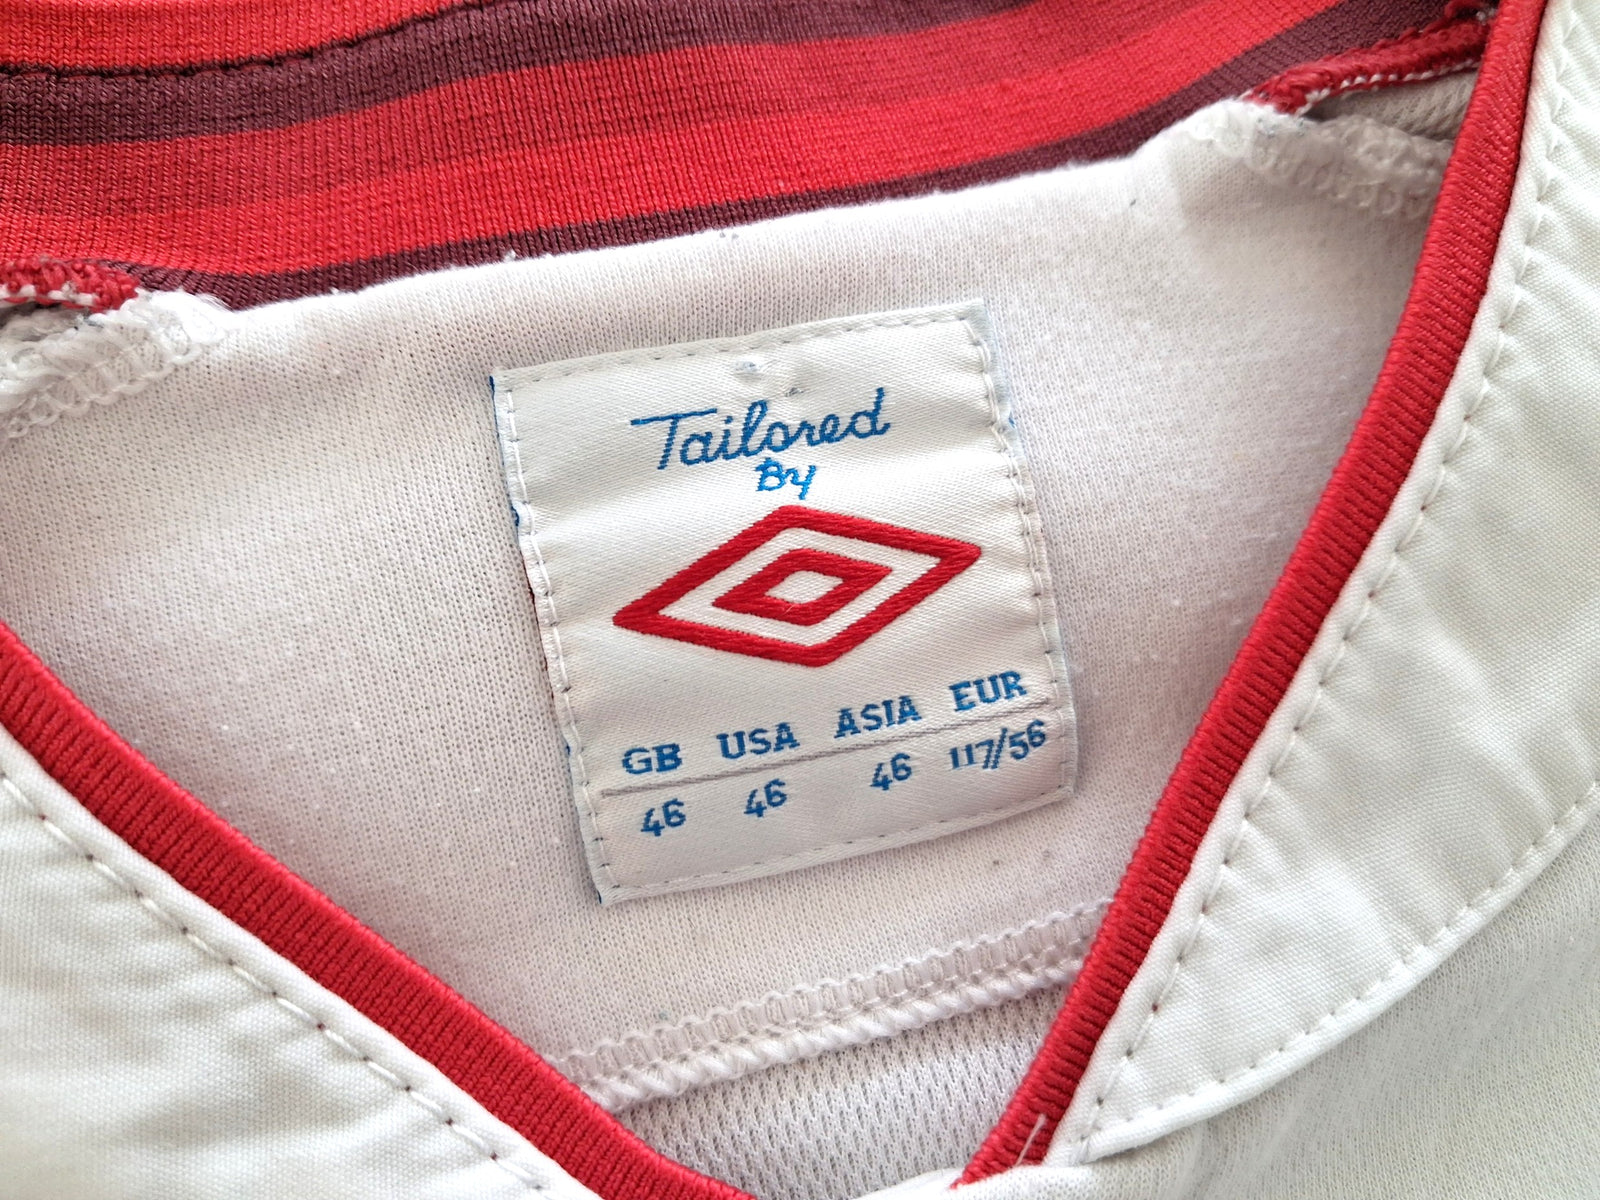 Tailored
By
GB USA ASIA EUR
46 46 46 117/56